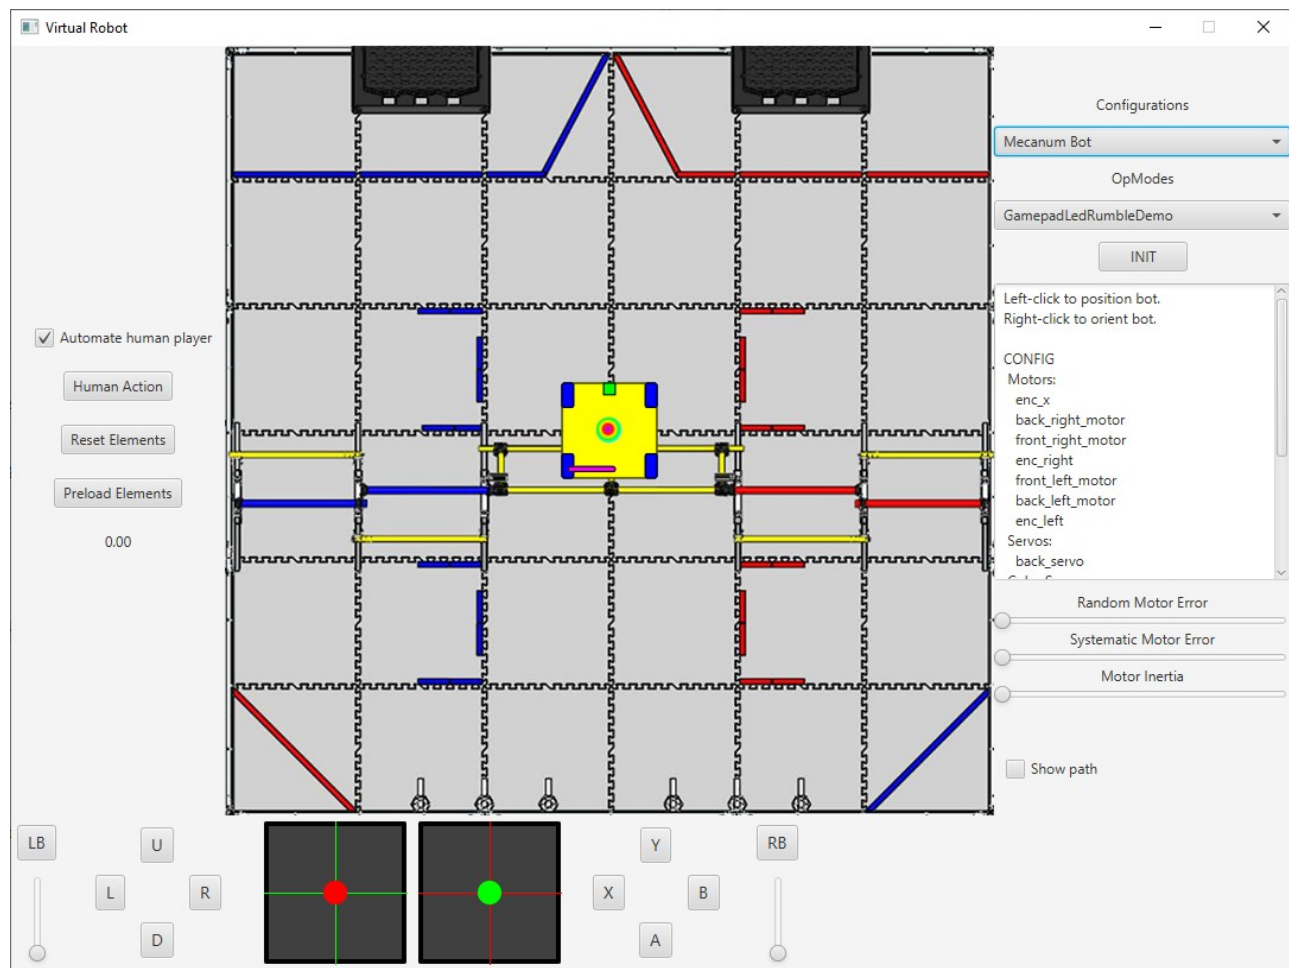 Virtual Robot
Configurations
Mecanum Bot
OpModes
GamepadLedRumbleDemo
INIT
Left-click to position bot.
Right-click to orient bot.
CONFIG
Motors:
enc_x
back_right_motor
front_right_motor
enc_right
front_left_motor
back_left_motor
enc_left
Servos:
back_servo
Automate human player
Human Action
Reset Elements
Preload Elements
0.00
Random Motor Error
Systematic Motor Error
Motor Inertia
Show path
LB
U
L
R
D
Y
X
B
A
RB